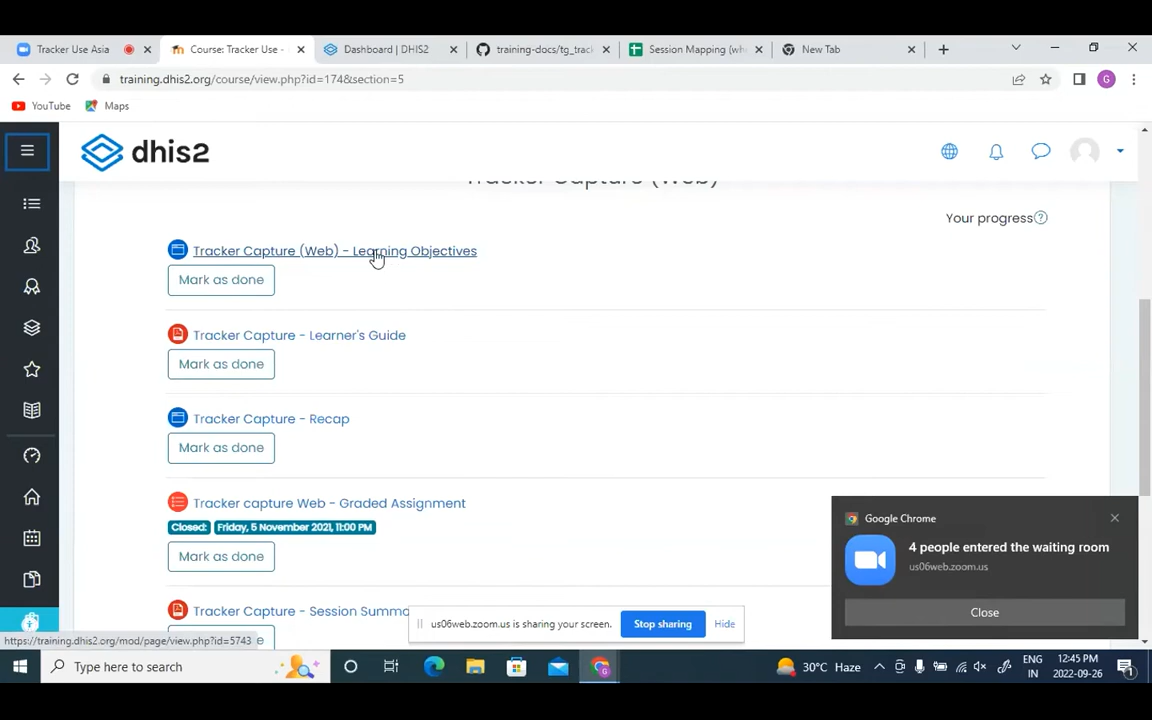 Tracker Use Asia
Course: Tracker Use -
Dashboard | DHIS2
training-docs/tg_track
Session Mapping (wh
New Tab
training.dhis2.org/course/view.php?id=174&section=5
YouTube
Maps
dhis2
Tracker Capture (Web)
Your progress
Tracker Capture (Web) - Learning Objectives
Mark as done
Tracker Capture - Learner's Guide
Mark as done
Tracker Capture - Recap
Mark as done
Tracker capture Web - Graded Assignment
Closed: Friday, 5 November 2021, 11:00 PM
Mark as done
Tracker Capture - Session Summa
Google Chrome
4 people entered the waiting room
us06web.zoom.us
Close
us06web.zoom.us is sharing your screen.
Stop sharing
Hide
https://training.dhis2.org/mod/page/view.php?id=5743
Type here to search
30°C Haze
ENG
IN
12:45 PM
2022-09-26